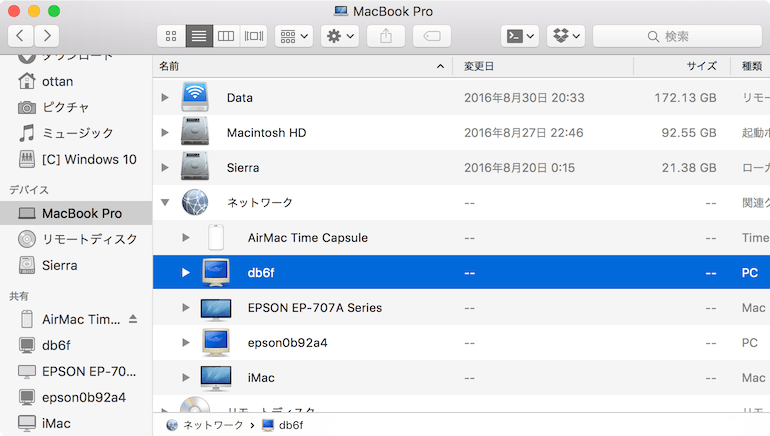 MacBook Pro
検索
ダウンロード
ottan
ピクチャ
ミュージック
[C] Windows 10
デバイス
MacBook Pro
リモートディスク
Sierra
共有
AirMac Tim...
db6f
EPSON EP-70...
epson0b92a4
iMac
名前 変更日 サイズ 種類
Data 2016年8月30日 20:33 172.13 GB リモー
Macintosh HD 2016年8月27日 22:46 92.55 GB 起動ボ
Sierra 2016年8月20日 0:15 21.38 GB ローカ
ネットワーク -- -- 関連ク
AirMac Time Capsule -- -- Time
db6f -- -- PC
EPSON EP-707A Series -- -- Mac
epson0b92a4 -- -- PC
iMac -- -- Mac
リモートディスク -- --
ネットワーク › db6f